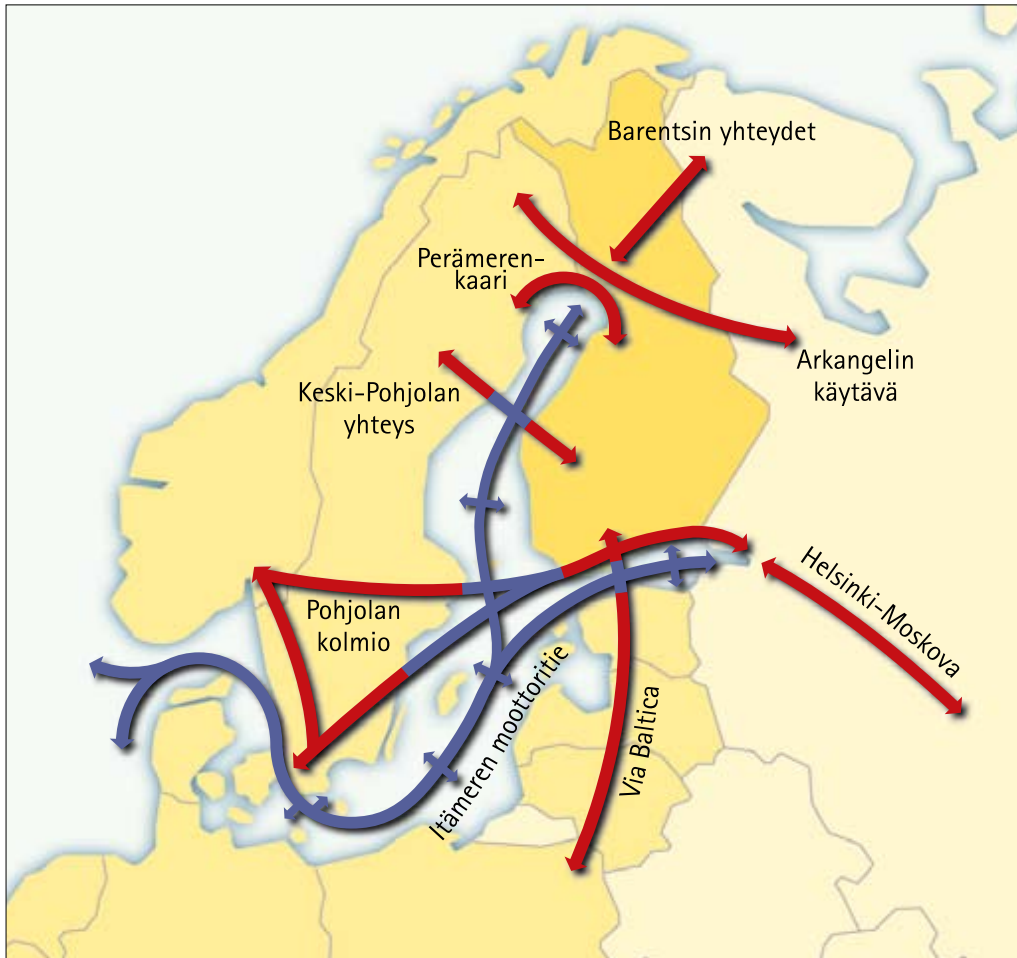 Barentsin yhteydet
Perämeren-
kaari
Arkangelin
käytävä
Keski-Pohjolan
yhteys
Helsinki-Moskova
Pohjolan
kolmio
Itämeren moottoritie
Via Baltica